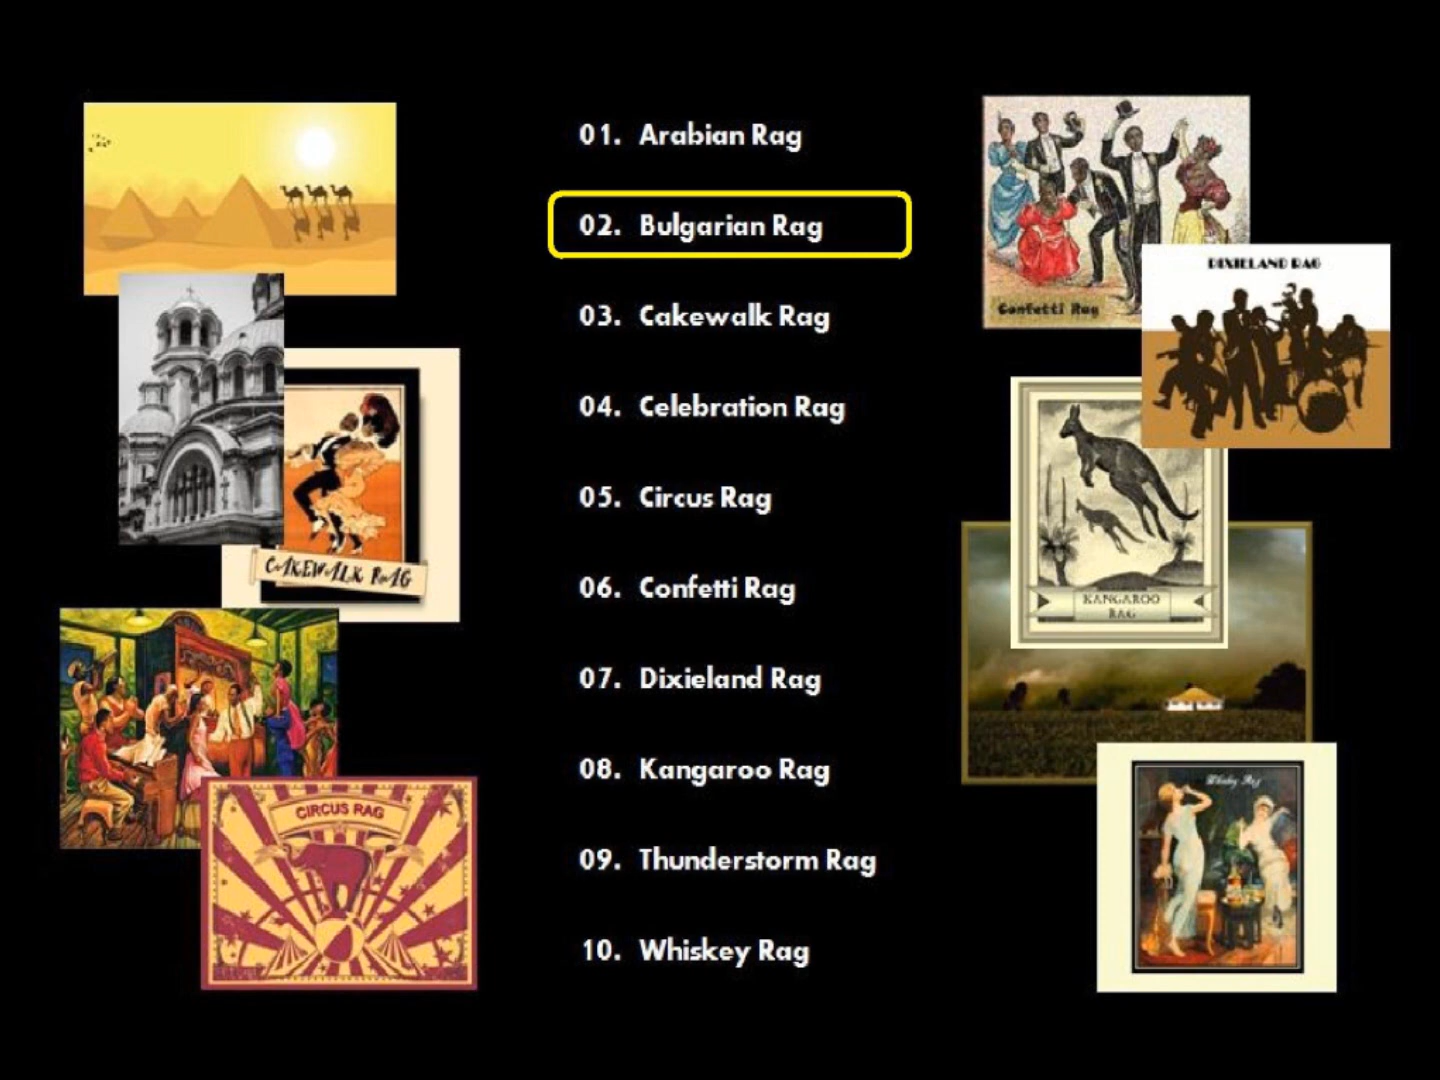 01. Arabian Rag
02. Bulgarian Rag
03. Cakewalk Rag
04. Celebration Rag
05. Circus Rag
06. Confetti Rag
07. Dixieland Rag
08. Kangaroo Rag
09. Thunderstorm Rag
10. Whiskey Rag
CAKEWALK RAG
CIRCUS RAG
Confetti Rag
DIXIELAND RAG
KANGAROO
RAG
Whiskey Rag